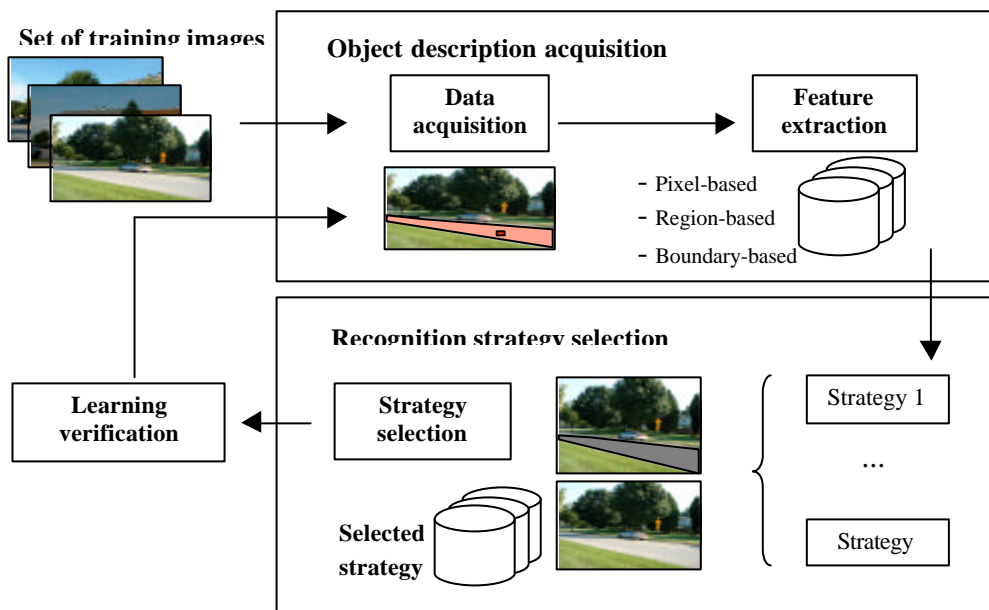 Set of training images
Object description acquisition
Data
acquisition
Feature
extraction
- Pixel-based
- Region-based
- Boundary-based
Recognition strategy selection
Learning
verification
Strategy
selection
Strategy 1
...
Selected
strategy
Strategy